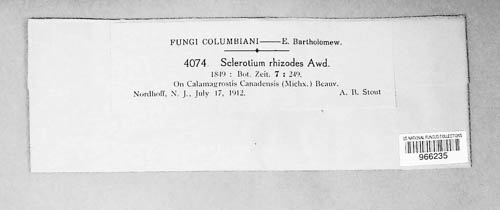 FUNGI COLUMBIANI——E. Bartholomew.
4074 Sclerotium rhizodes Awd.
1849 : Bot. Zeit. 7 : 249.
On Calamagrostis Canadensis (Michx.) Beauv.
Nordhoff, N. J., July 17, 1912. A. B. Stout
US NATIONAL FUNGUS COLLECTIONS
966235